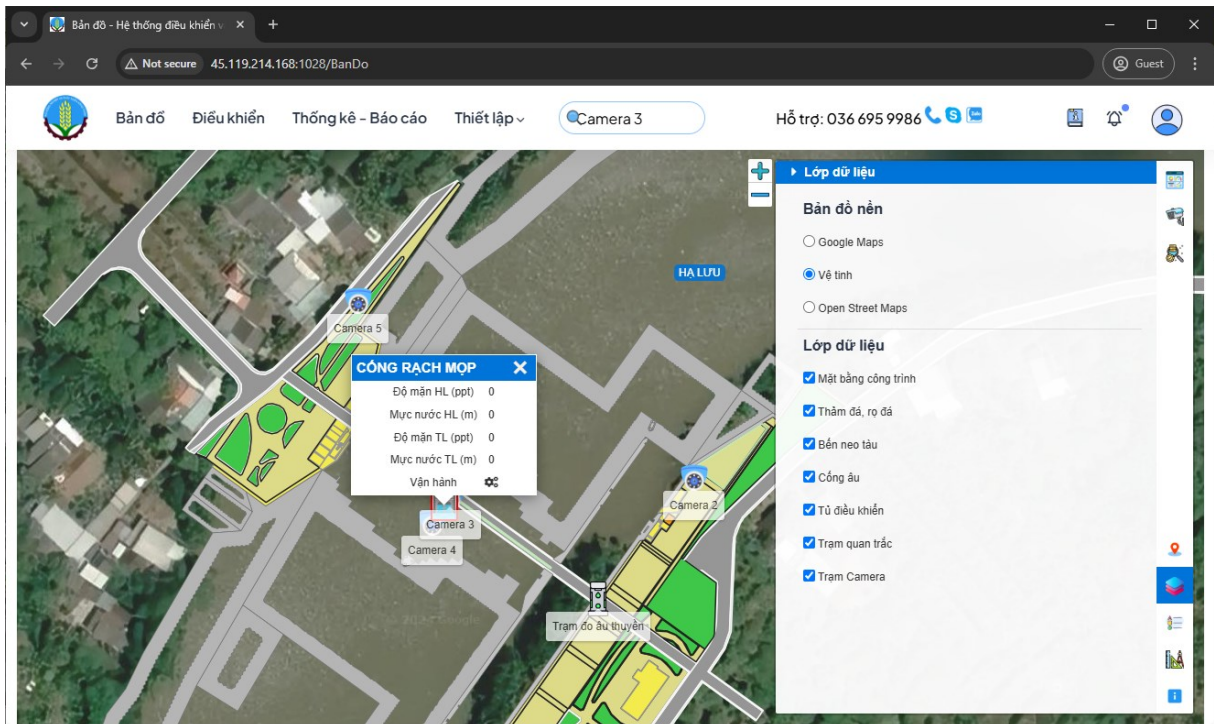 Bản đồ - Hệ thống điều khiển v
Not secure 45.119.214.168:1028/BanDo
Guest
Bản đồ Điều khiển Thống kê - Báo cáo Thiết lập Camera 3 Hỗ trợ: 036 695 9986
Lớp dữ liệu
Bản đồ nền
Google Maps
Vệ tinh
Open Street Maps
Lớp dữ liệu
Mặt bằng công trình
Thảm đá, rọ đá
Bến neo tàu
Cống âu
Tủ điều khiển
Trạm quan trắc
Trạm Camera
HẠ LƯU
Camera 5
CỐNG RẠCH MỌP
Độ mặn HL (ppt) 0
Mực nước HL (m) 0
Độ mặn TL (ppt) 0
Mực nước TL (m) 0
Vận hành
Camera 2
Camera 3
Camera 4
Trạm đo âu thuyền